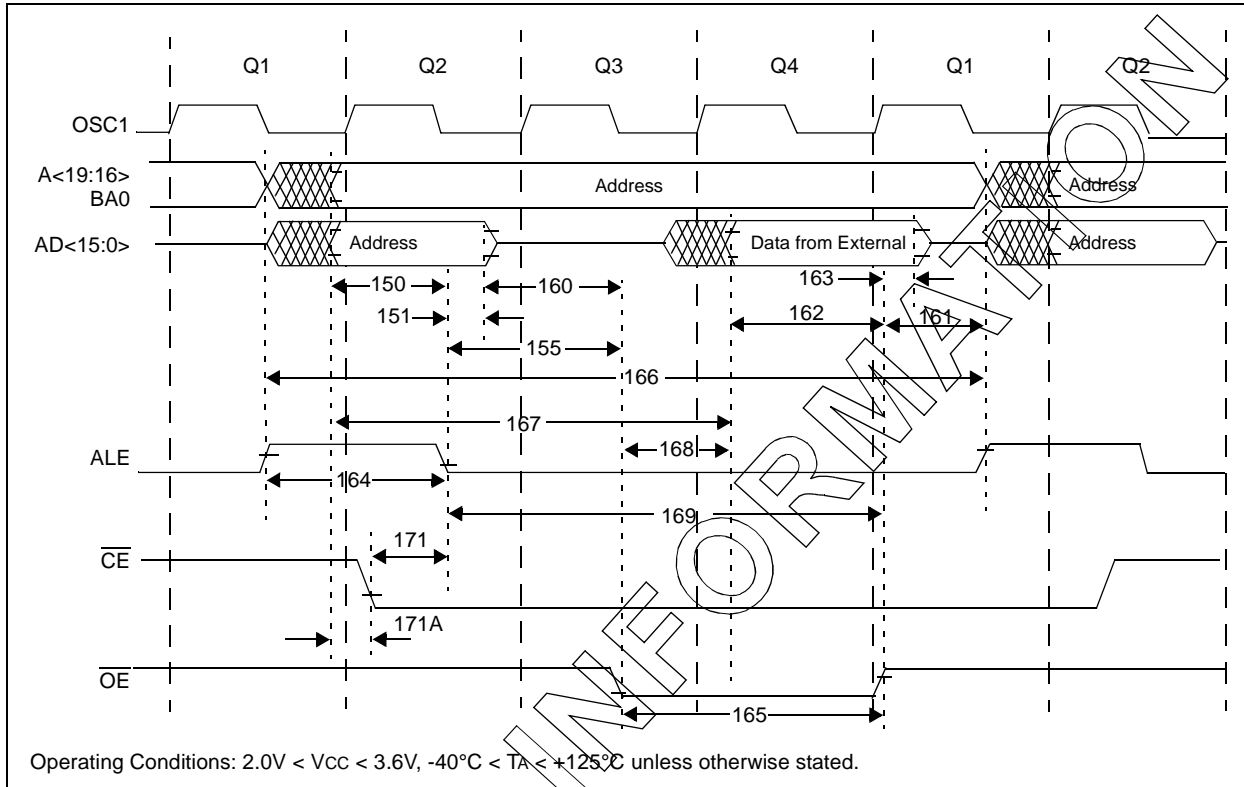 Q1 Q2 Q3 Q4 Q1 Q2
OSC1
A<19:16>
BA0
Address
Address
AD<15:0>
Address
Data from External
Address
150
160
163
151
162
161
155
166
167
ALE
168
164
169
CE
171
171A
OE
165
Operating Conditions: 2.0V < VCC < 3.6V, -40°C < TA < +125°C unless otherwise stated.
INFORMATION